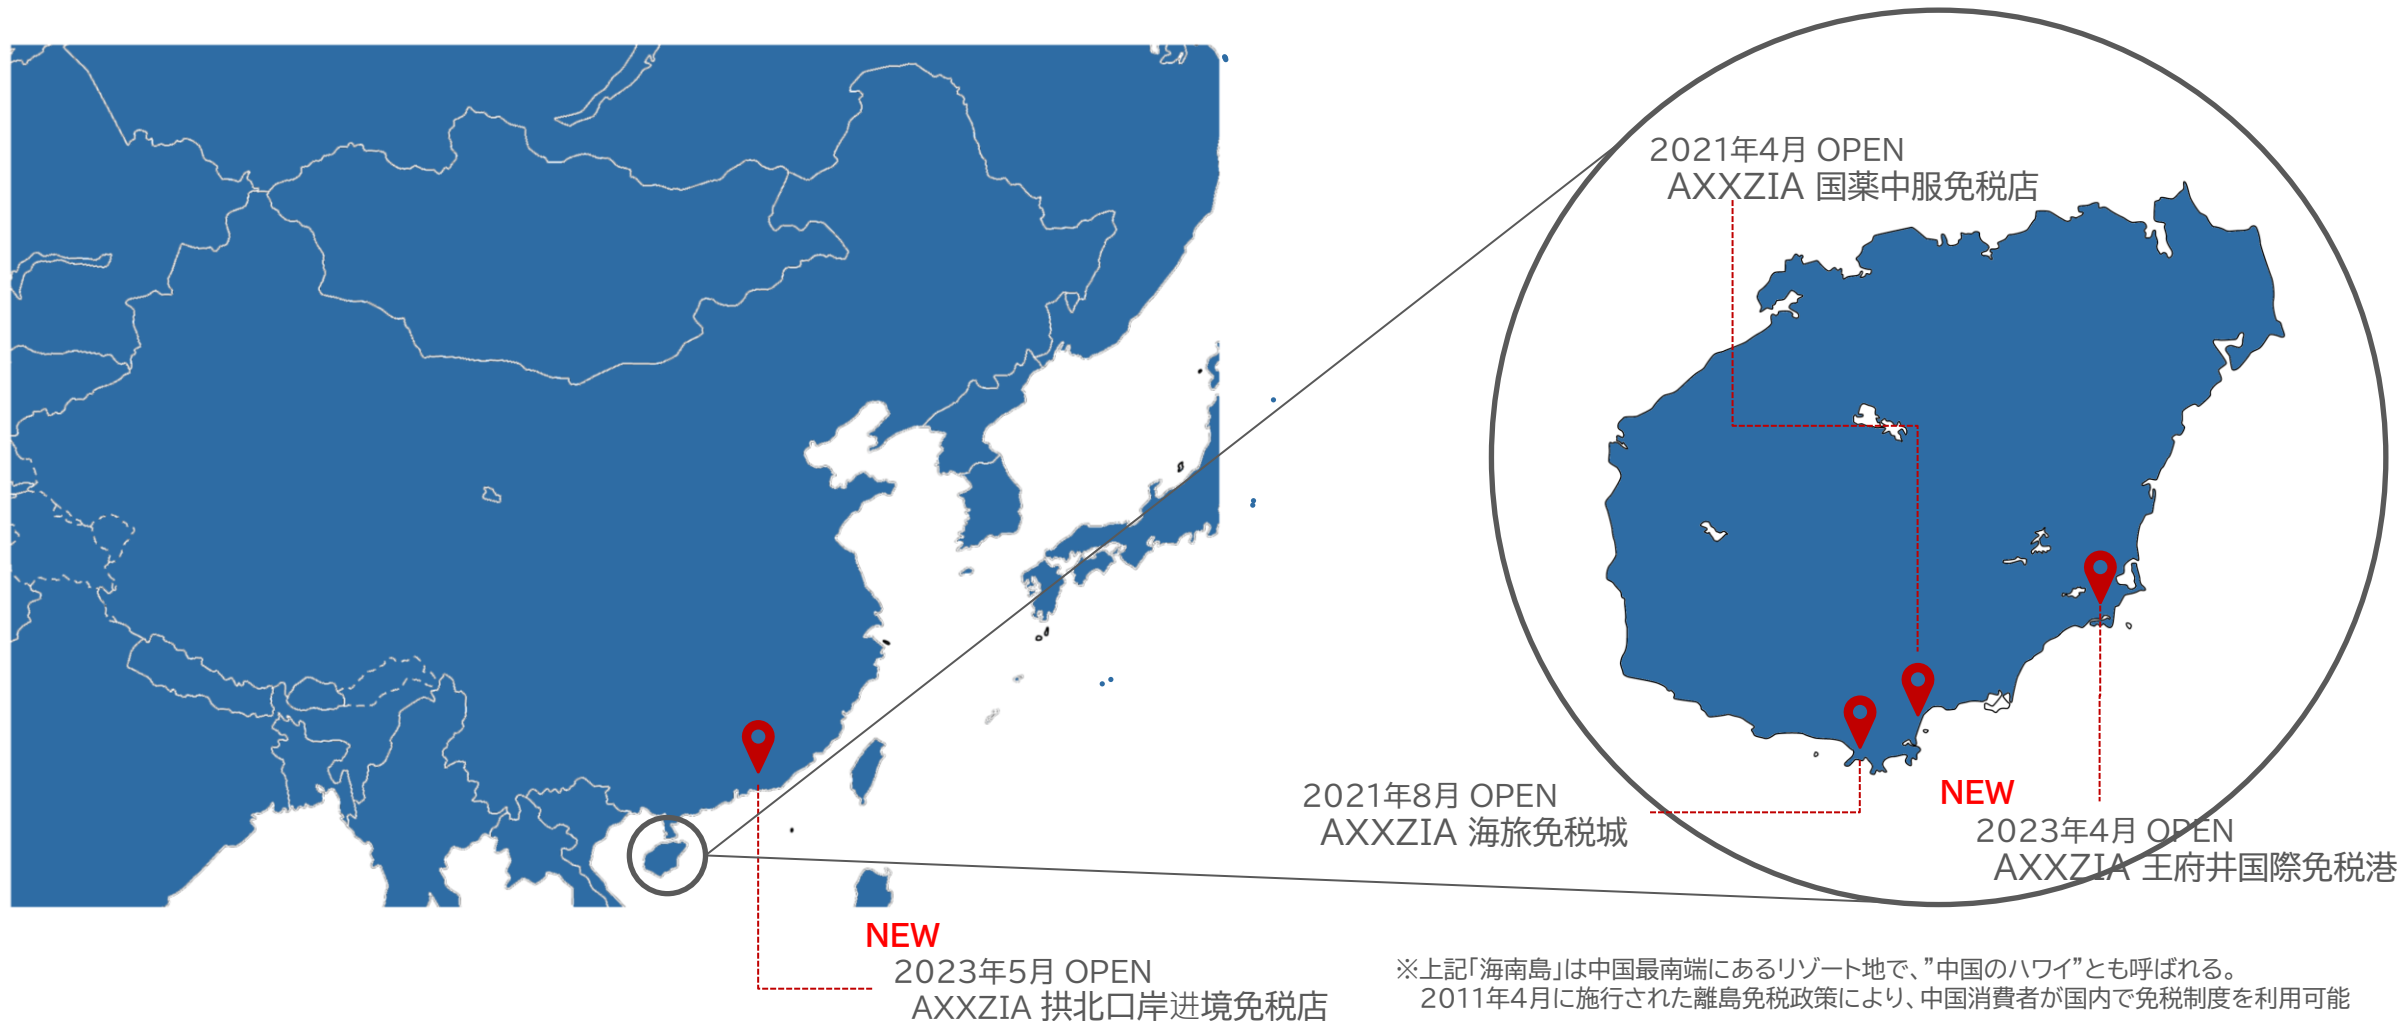 2021年4月 OPEN
AXXZIA 国薬中服免税店
2021年8月 OPEN
AXXZIA 海旅免税城
NEW
2023年4月 OPEN
AXXZIA 王府井国際免税港
NEW
2023年5月 OPEN
AXXZIA 拱北口岸进境免税店
※上記「海南島」は中国最南端にあるリゾート地で、”中国のハワイ”とも呼ばれる。
2011年4月に施行された離島免税政策により、中国消費者が国内で免税制度を利用可能